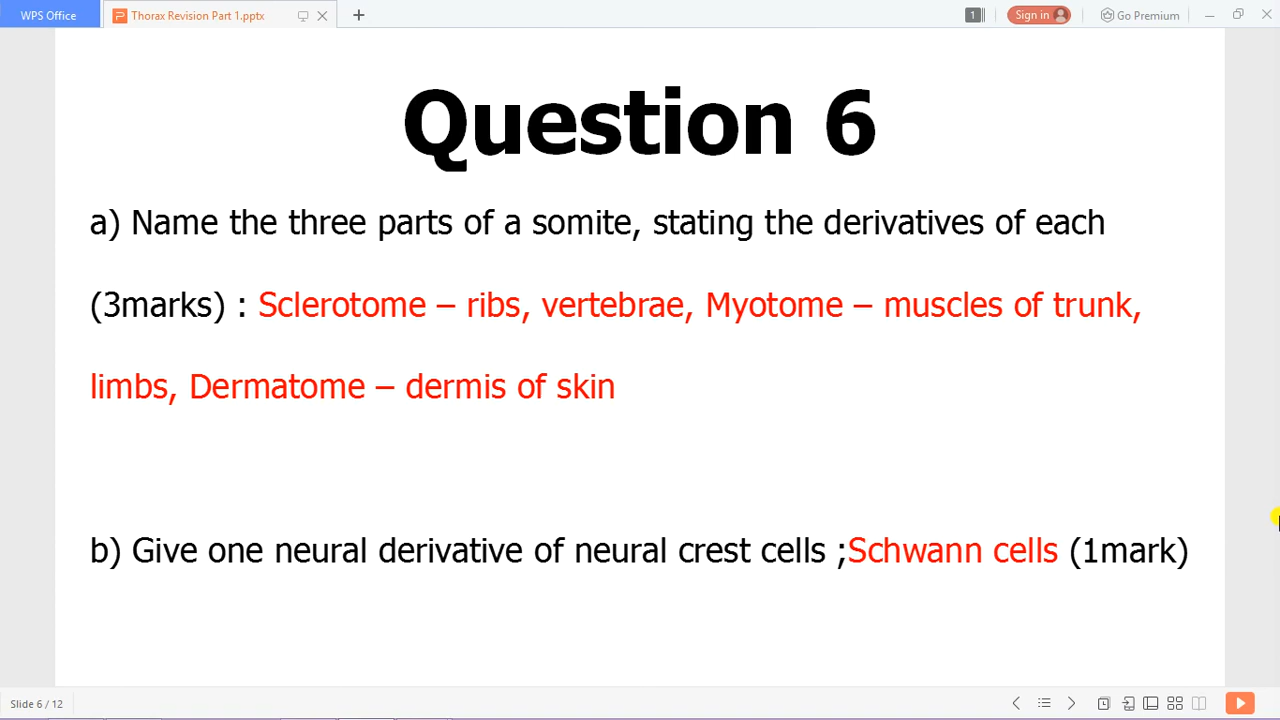 WPS Office
Thorax Revision Part 1.pptx
1
Sign in
Go Premium
Question 6
a) Name the three parts of a somite, stating the derivatives of each
(3marks) : Sclerotome – ribs, vertebrae, Myotome – muscles of trunk,
limbs, Dermatome – dermis of skin
b) Give one neural derivative of neural crest cells ;Schwann cells (1mark)
Slide 6 / 12